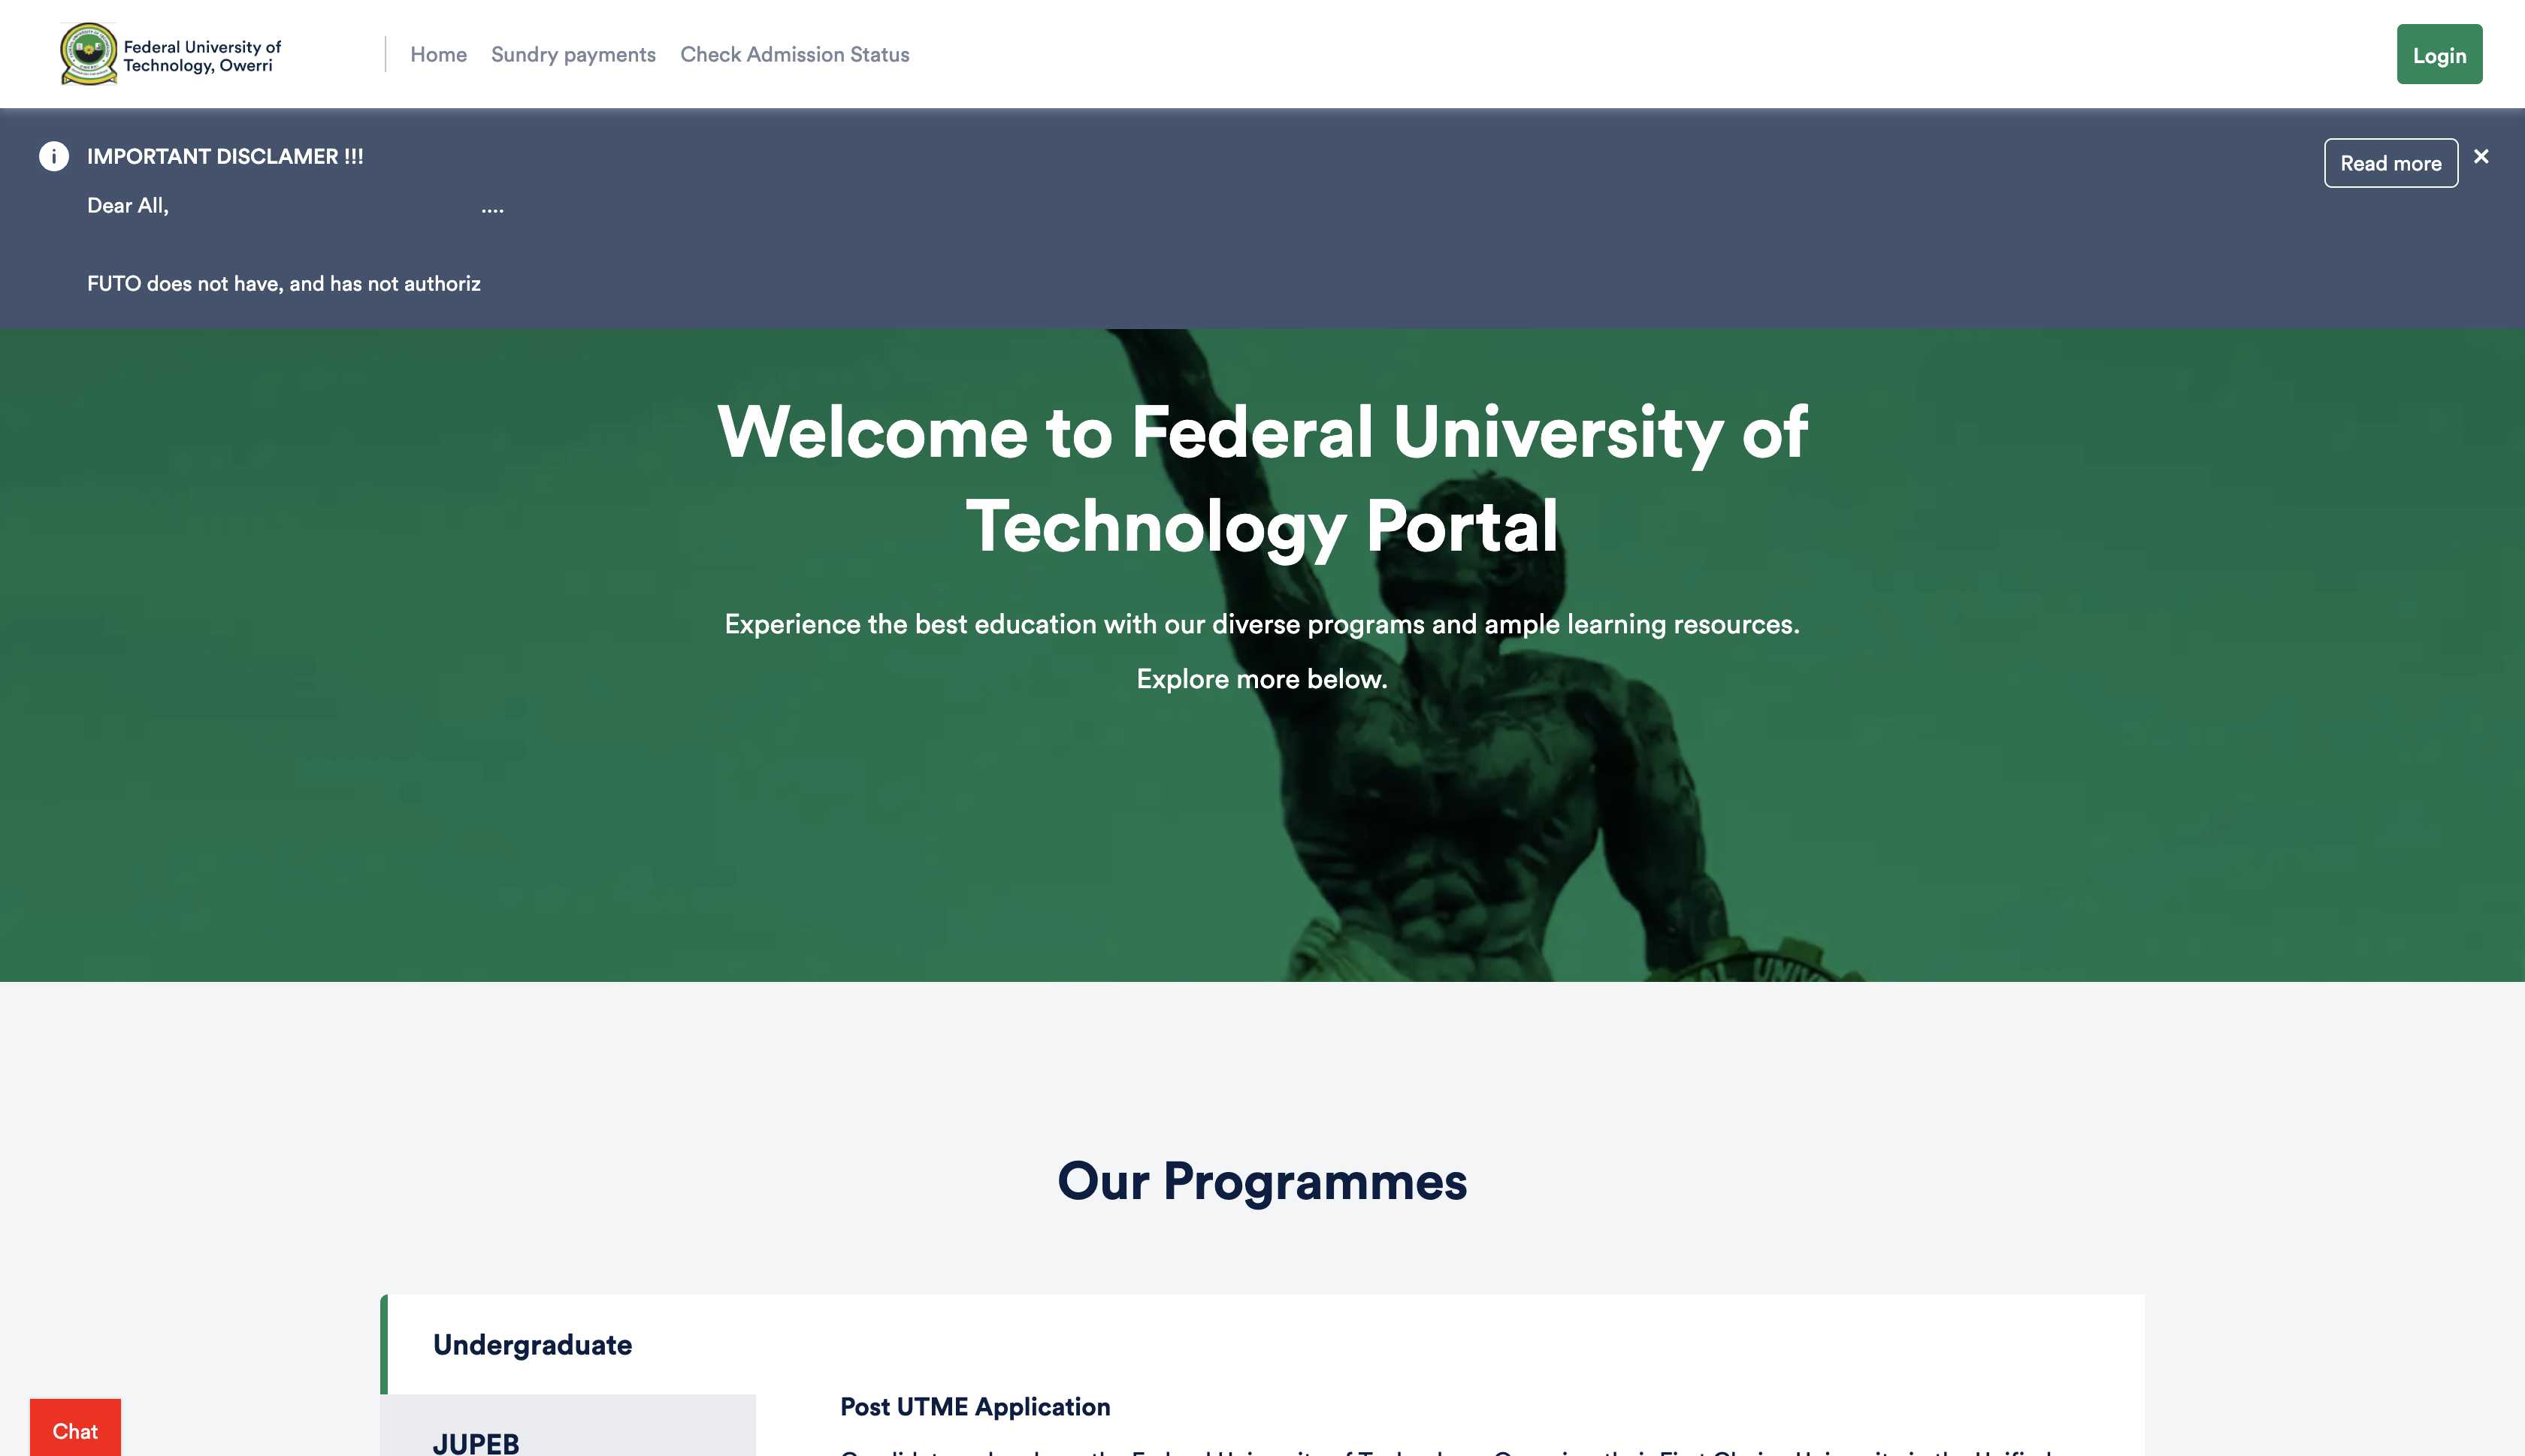 Federal University of
Technology, Owerri
Home Sundry payments Check Admission Status
Login
IMPORTANT DISCLAMER !!!
Read more
Dear All,
....
FUTO does not have, and has not authoriz
Welcome to Federal University of
Technology Portal
Experience the best education with our diverse programs and ample learning resources.
Explore more below.
Our Programmes
Undergraduate
Post UTME Application
JUPEB
Chat